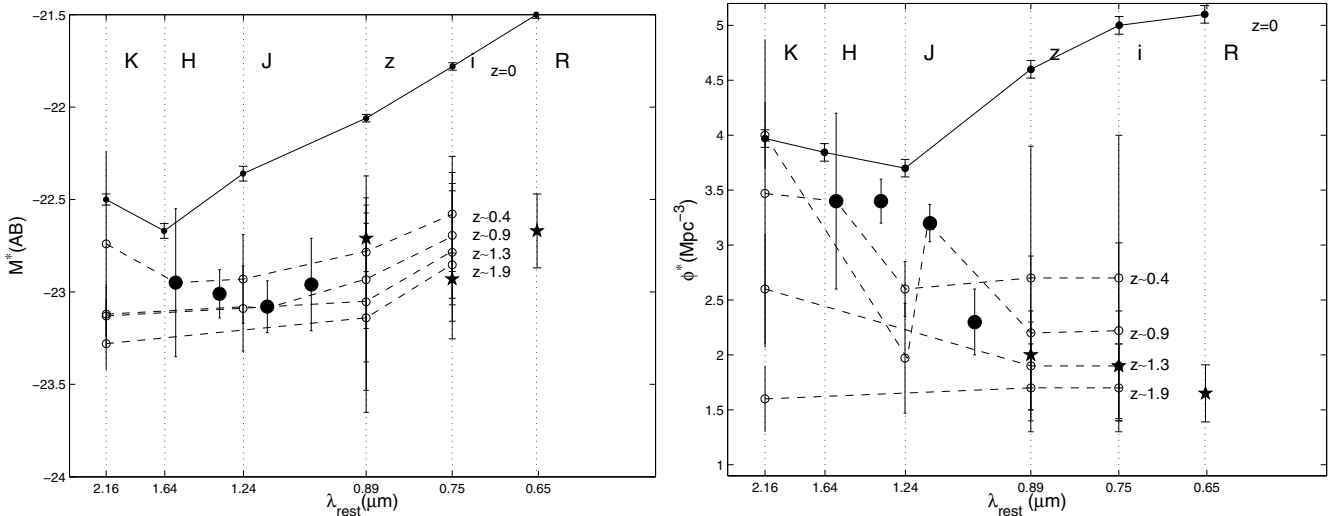 −21.5
−22
−22.5
−23
−23.5
−24
M*(AB)
K H J z i R
z=0
z~0.4
z~0.9
z~1.3
z~1.9
2.16 1.64 1.24 0.89 0.75 0.65
λrest(μm)
5
4.5
4
3.5
3
2.5
2
1.5
1
ϕ* (Mpc−3)
z=0
K H J z i R
z~0.4
z~0.9
z~1.3
z~1.9
2.16 1.64 1.24 0.89 0.75 0.65
λrest(μm)